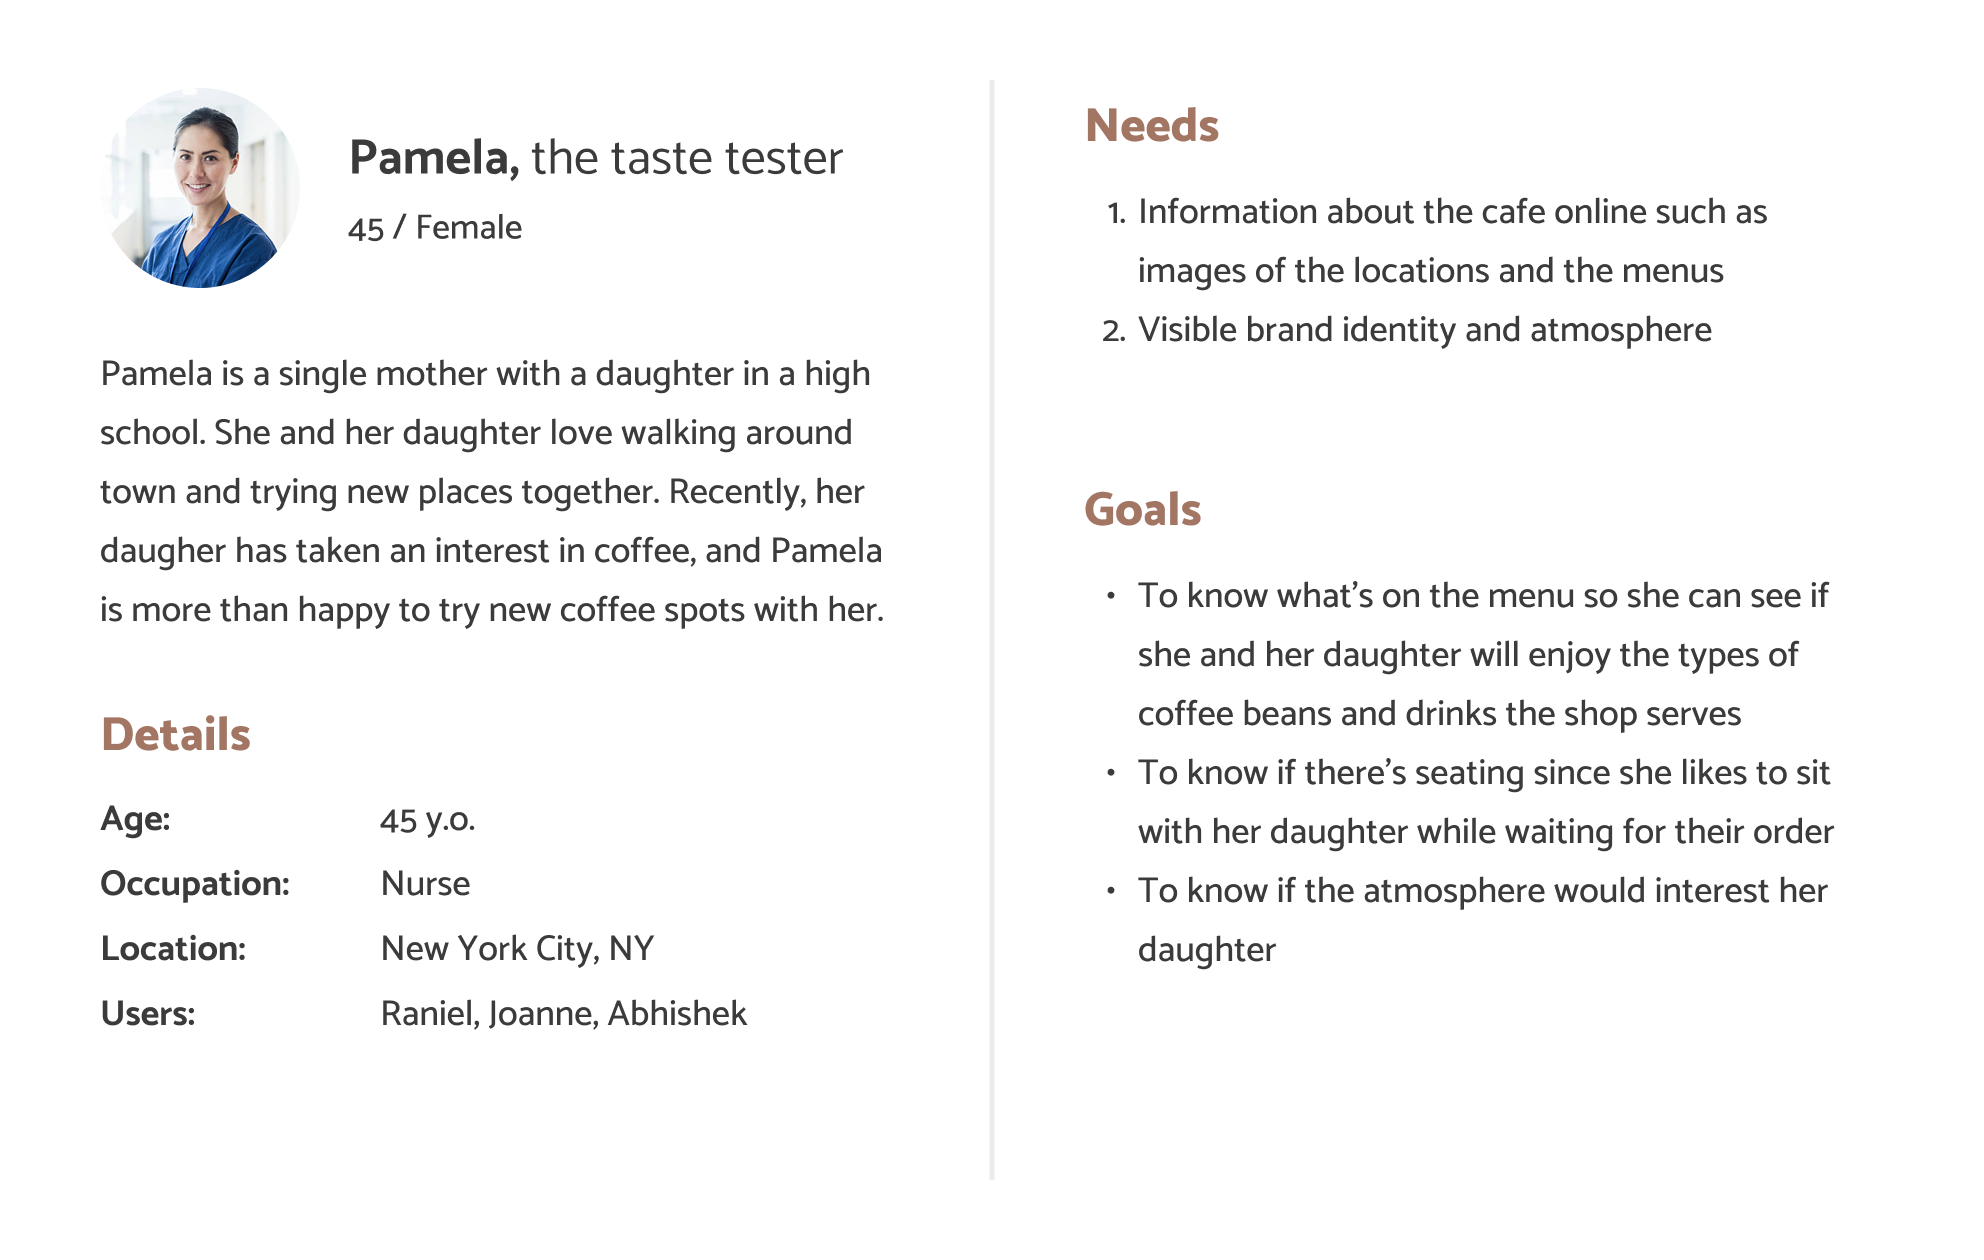 Pamela, the taste tester
45 / Female
Pamela is a single mother with a daughter in a high
school. She and her daughter love walking around
town and trying new places together. Recently, her
daugher has taken an interest in coffee, and Pamela
is more than happy to try new coffee spots with her.
Details
Age: 45 y.o.
Occupation: Nurse
Location: New York City, NY
Users: Raniel, Joanne, Abhishek
Needs
1. Information about the cafe online such as
images of the locations and the menus
2. Visible brand identity and atmosphere
Goals
• To know what’s on the menu so she can see if
she and her daughter will enjoy the types of
coffee beans and drinks the shop serves
• To know if there’s seating since she likes to sit
with her daughter while waiting for their order
• To know if the atmosphere would interest her
daughter